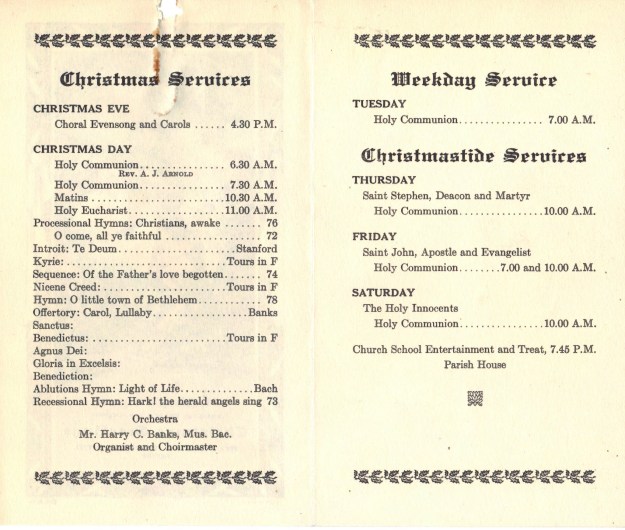 Christmas Services
CHRISTMAS EVE
Choral Evensong and Carols ...... 4.30 P.M.
CHRISTMAS DAY
Holy Communion.............. 6.30 A.M.
REV. A. J. ARNOLD
Holy Communion.............. 7.30 A.M.
Matins ......................10.30 A.M.
Holy Eucharist................11.00 A.M.
Processional Hymns: Christians, awake ....... 76
O come, all ye faithful ................. 72
Introit: Te Deum.....................Stanford
Kyrie:..............................Tours in F
Sequence: Of the Father's love begotten....... 74
Nicene Creed: ......................Tours in F
Hymn: O little town of Bethlehem............ 78
Offertory: Carol, Lullaby..................Banks
Sanctus:
Benedictus: .........................Tours in F
Agnus Dei:
Gloria in Excelsis:
Benediction:
Ablutions Hymn: Light of Life..............Bach
Recessional Hymn: Hark! the herald angels sing 73
Orchestra
Mr. Harry C. Banks, Mus. Bac.
Organist and Choirmaster
Weekday Service
TUESDAY
Holy Communion............... 7.00 A.M.
Christmastide Services
THURSDAY
Saint Stephen, Deacon and Martyr
Holy Communion...............10.00 A.M.
FRIDAY
Saint John, Apostle and Evangelist
Holy Communion.......7.00 and 10.00 A.M.
SATURDAY
The Holy Innocents
Holy Communion...............10.00 A.M.
Church School Entertainment and Treat, 7.45 P.M.
Parish House